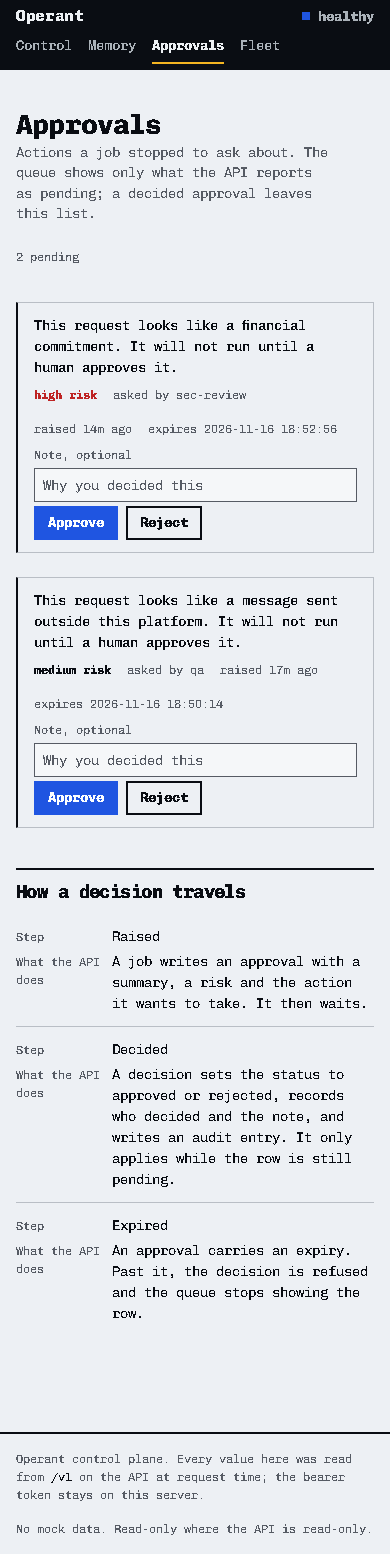 Operant
healthy
Control Memory Approvals Fleet
Approvals
Actions a job stopped to ask about. The
queue shows only what the API reports
as pending; a decided approval leaves
this list.
2 pending
This request looks like a financial
commitment. It will not run until a
human approves it.
high risk asked by sec-review
raised 14m ago expires 2026-11-16 18:52:56
Note, optional
Why you decided this
Approve Reject
This request looks like a message sent
outside this platform. It will not run
until a human approves it.
medium risk asked by qa raised 17m ago
expires 2026-11-16 18:50:14
Note, optional
Why you decided this
Approve Reject
How a decision travels
Step Raised
What the API does
A job writes an approval with a
summary, a risk and the action
it wants to take. It then waits.
Step Decided
What the API does
A decision sets the status to
approved or rejected, records
who decided and the note, and
writes an audit entry. It only
applies while the row is still
pending.
Step Expired
What the API does
An approval carries an expiry.
Past it, the decision is refused
and the queue stops showing the
row.
Operant control plane. Every value here was read
from /v1 on the API at request time; the bearer
token stays on this server.
No mock data. Read-only where the API is read-only.